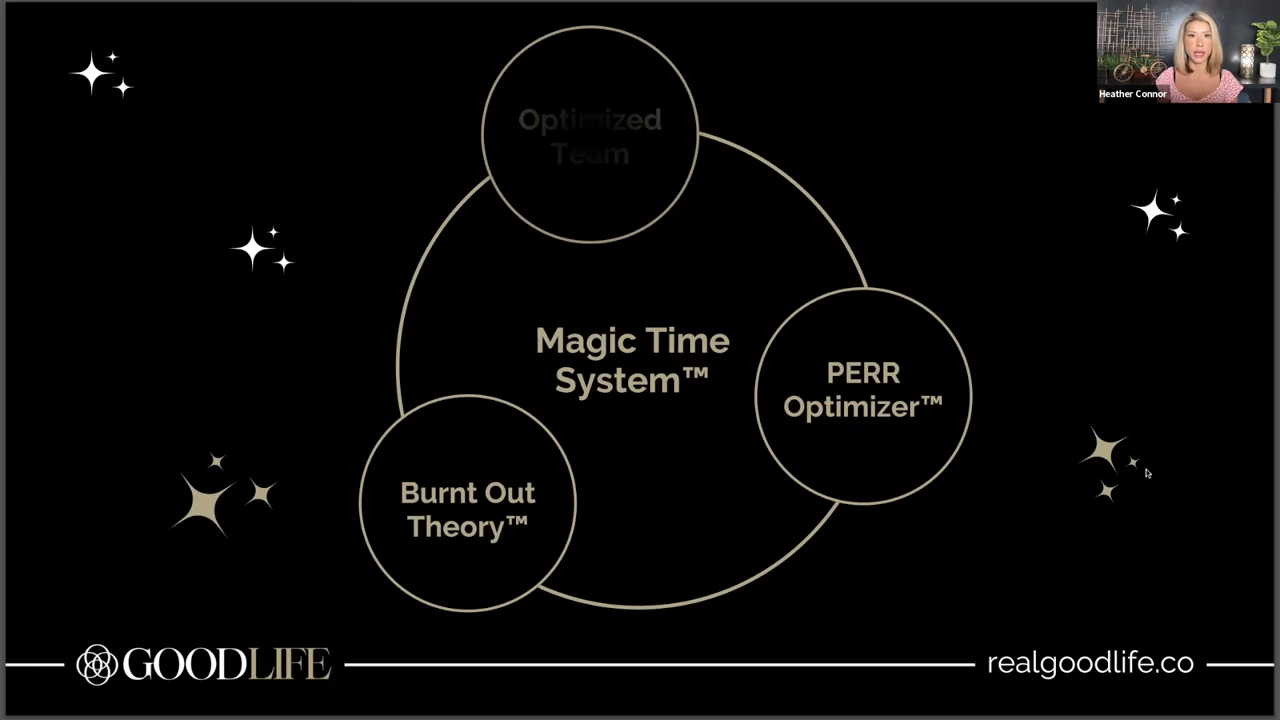 Heather Connor
Optimized
Team
Magic Time
System™
PERR
Optimizer™
Burnt Out
Theory™
GOODLIFE
realgoodlife.co